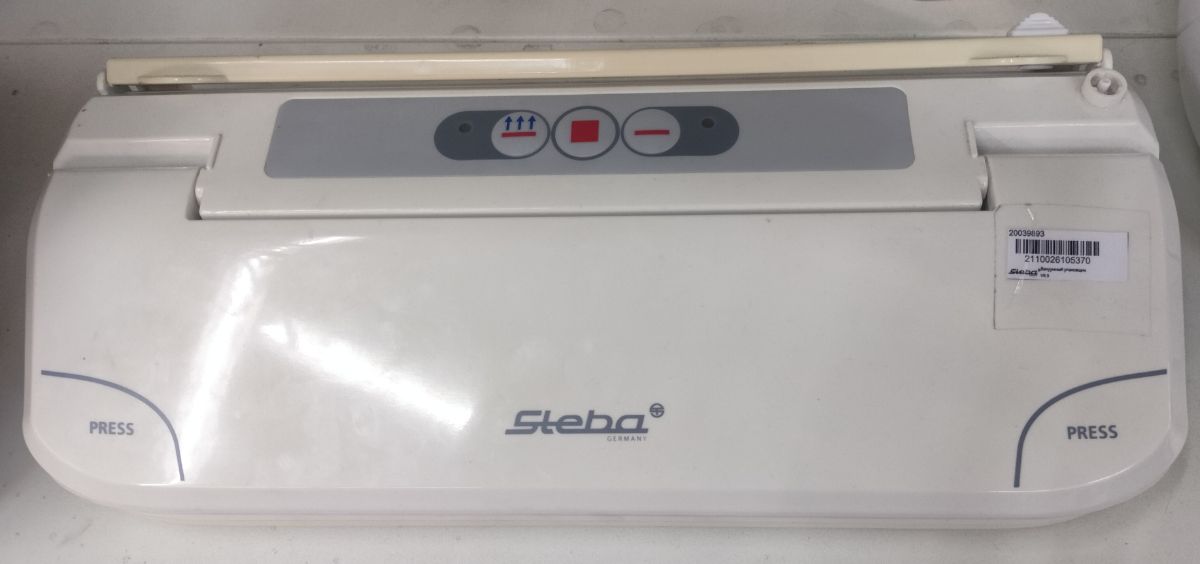 20039893
2110026105370
Steba
PRESS
Steba
GERMANY
PRESS